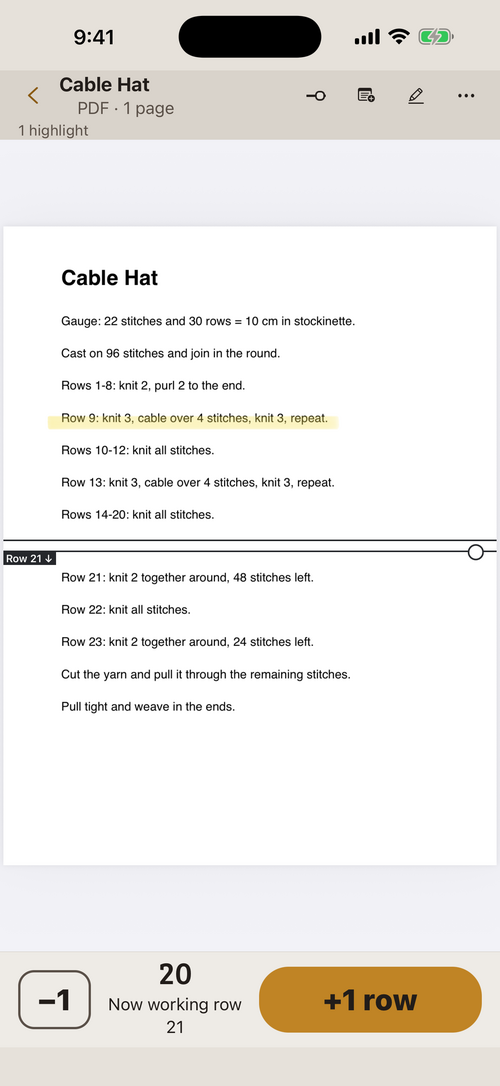 9:41
Cable Hat
PDF · 1 page
1 highlight
Cable Hat
Gauge: 22 stitches and 30 rows = 10 cm in stockinette.
Cast on 96 stitches and join in the round.
Rows 1-8: knit 2, purl 2 to the end.
Row 9: knit 3, cable over 4 stitches, knit 3, repeat.
Rows 10-12: knit all stitches.
Row 13: knit 3, cable over 4 stitches, knit 3, repeat.
Rows 14-20: knit all stitches.
Row 21 ↓
Row 21: knit 2 together around, 48 stitches left.
Row 22: knit all stitches.
Row 23: knit 2 together around, 24 stitches left.
Cut the yarn and pull it through the remaining stitches.
Pull tight and weave in the ends.
−1
20
Now working row
21
+1 row